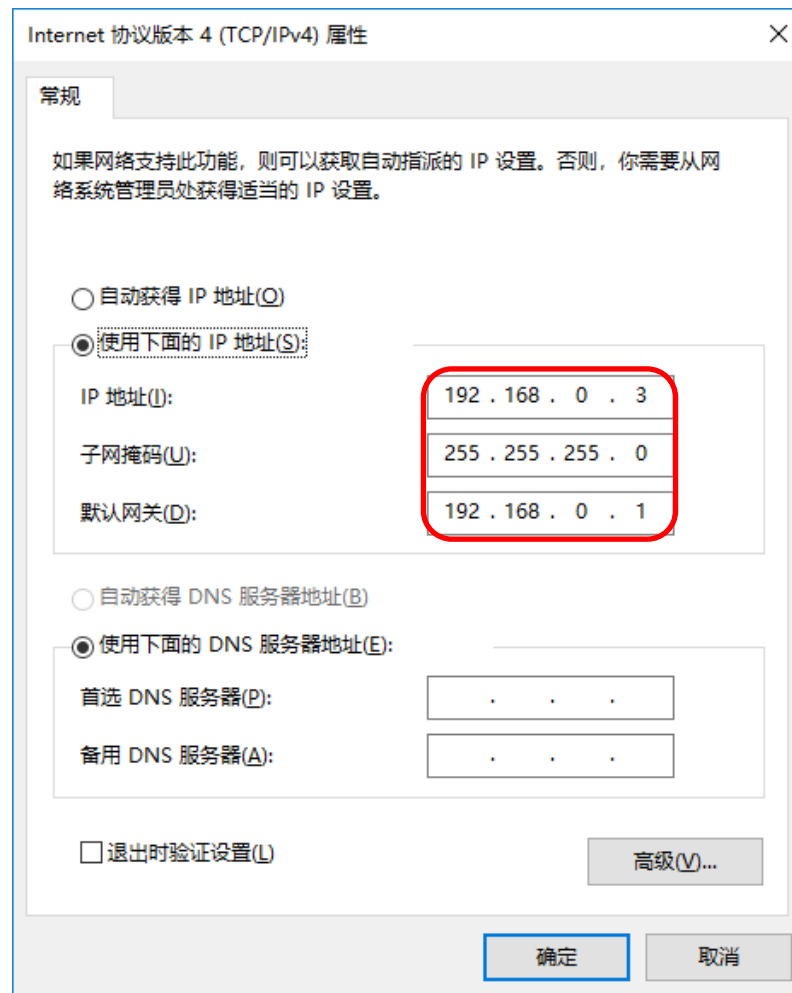 Internet 协议版本 4 (TCP/IPv4) 属性
常规
如果网络支持此功能，则可以获取自动指派的 IP 设置。否则，你需要从网
络系统管理员处获得适当的 IP 设置。
自动获得 IP 地址(O)
使用下面的 IP 地址(S):
IP 地址(I): 192 . 168 . 0 . 3
子网掩码(U): 255 . 255 . 255 . 0
默认网关(D): 192 . 168 . 0 . 1
自动获得 DNS 服务器地址(B)
使用下面的 DNS 服务器地址(E):
首选 DNS 服务器(P): . . .
备用 DNS 服务器(A): . . .
退出时验证设置(L)
高级(V)...
确定 取消